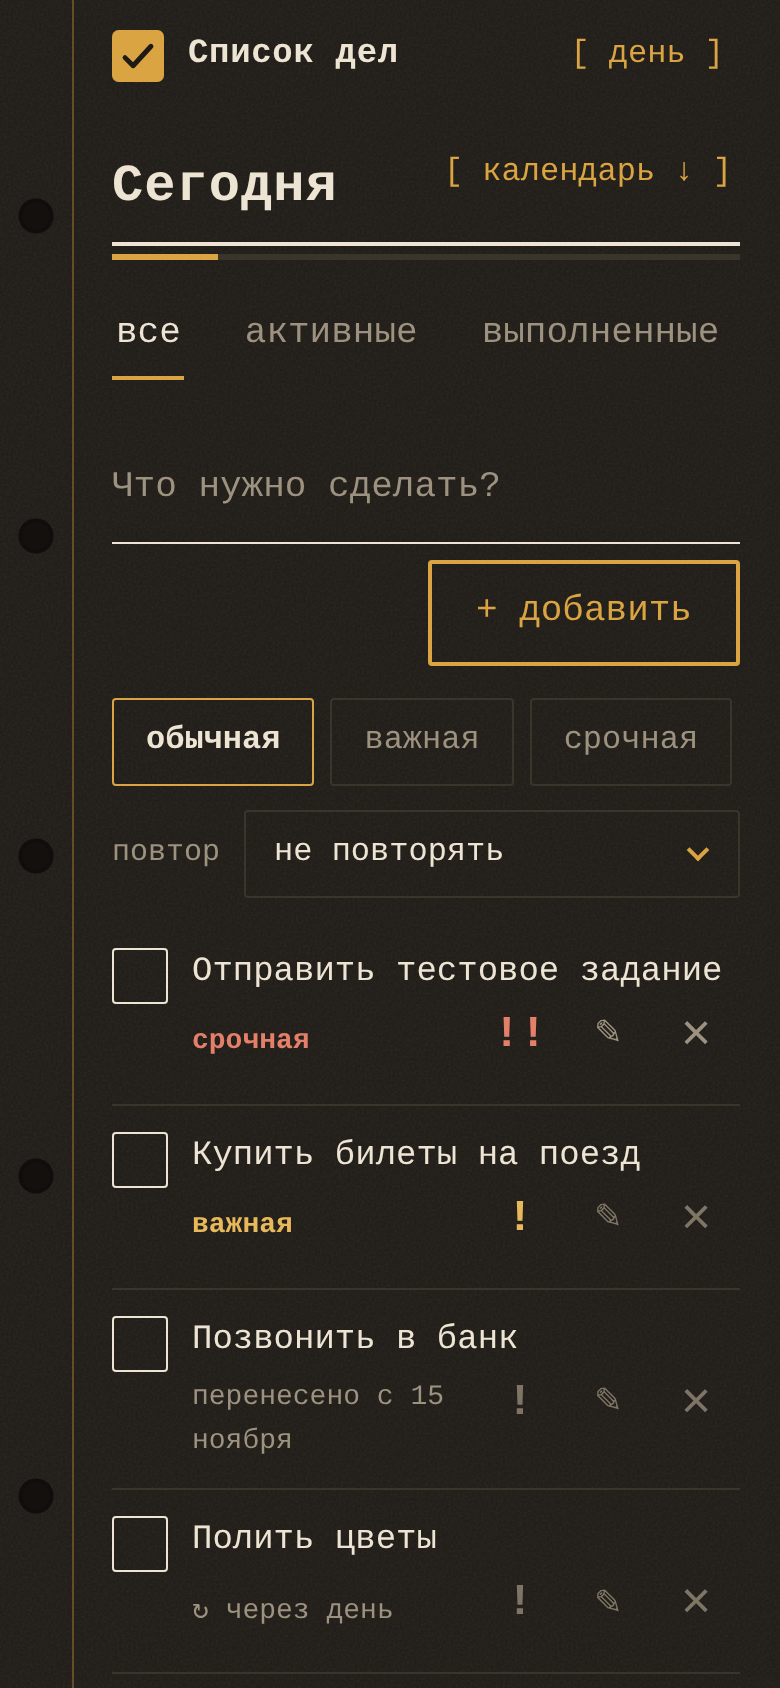 Список дел [ день ]
Сегодня [ календарь ↓ ]
все активные выполненные
Что нужно сделать?
+ добавить
обычная важная срочная
повтор не повторять
Отправить тестовое задание
срочная !! ✎ ✕
Купить билеты на поезд
важная ! ✎ ✕
Позвонить в банк
перенесено с 15 ! ✎ ✕
ноября
Полить цветы
↻ через день ! ✎ ✕